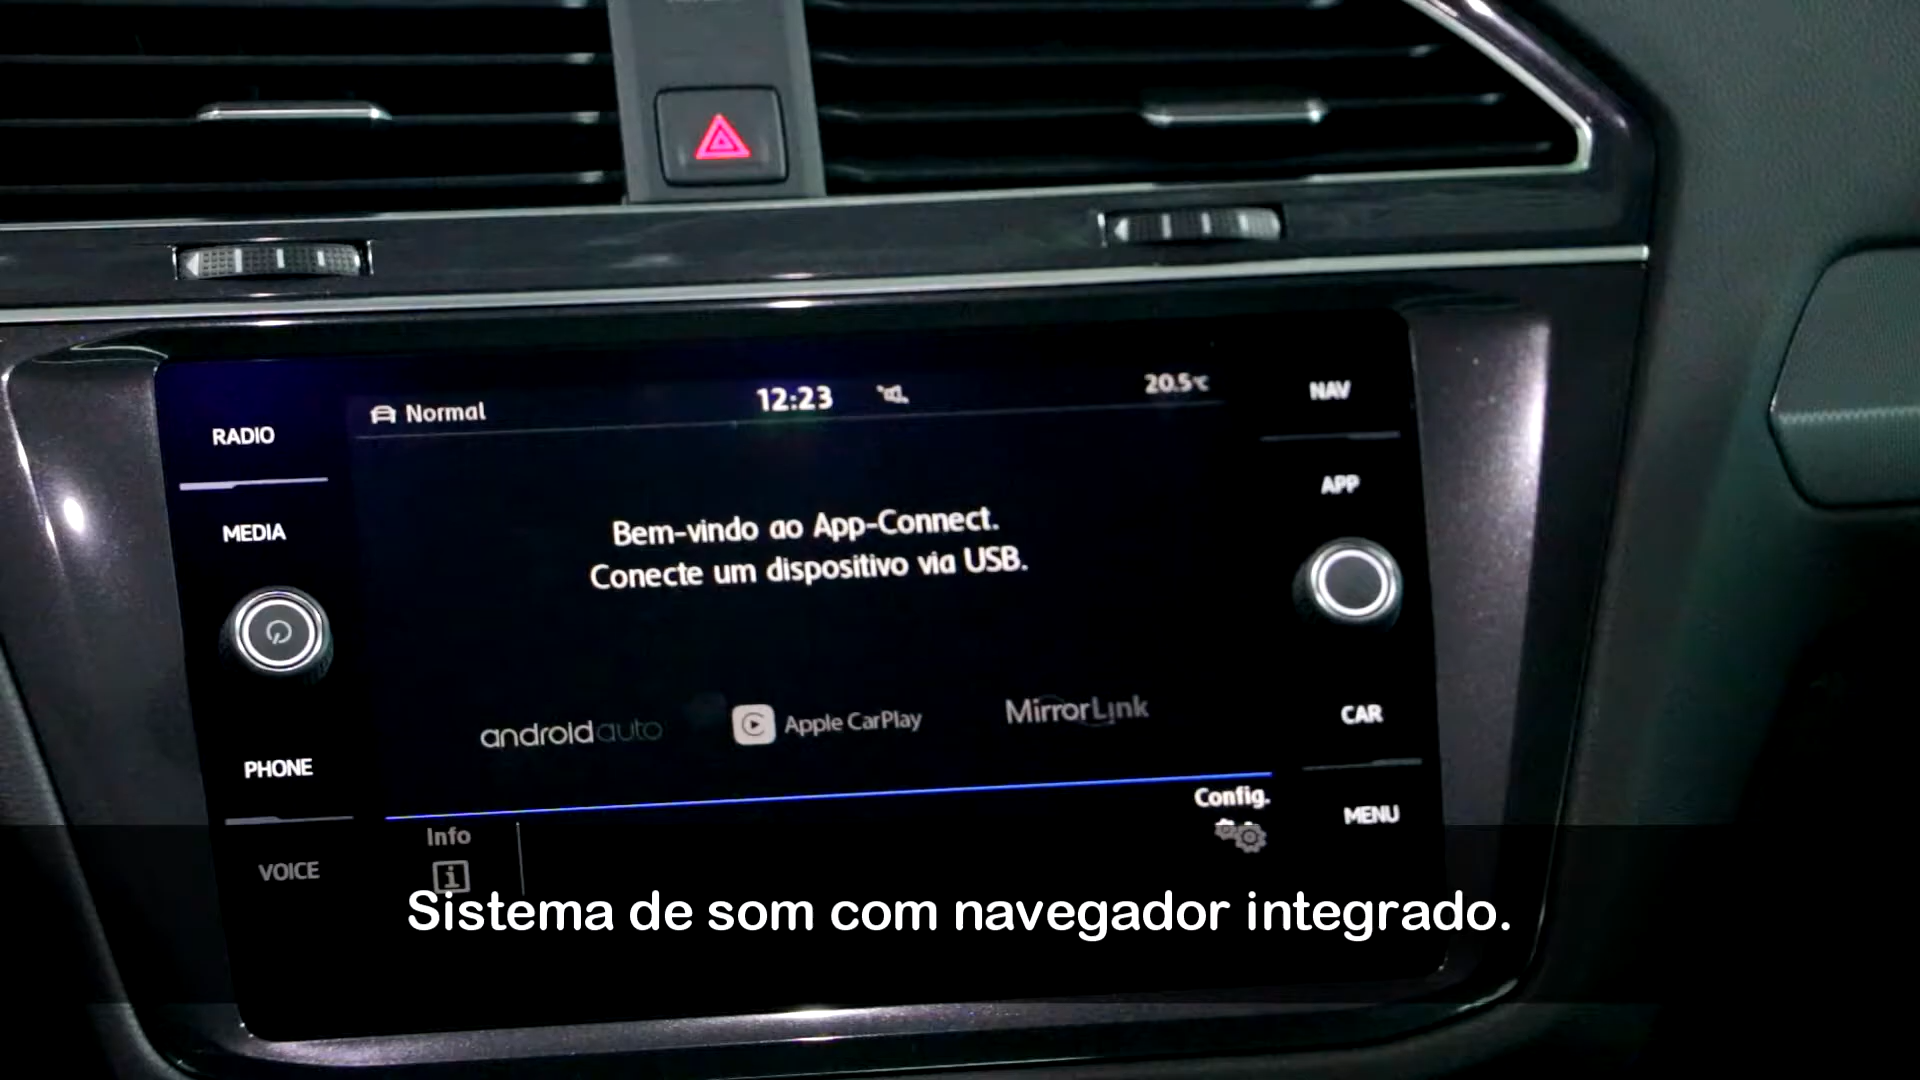 Normal
12:23
20.5°C
NAV
RADIO
APP
MEDIA
Bem-vindo ao App-Connect.
Conecte um dispositivo via USB.
androidauto
Apple CarPlay
MirrorLink
CAR
PHONE
Config.
MENU
Info
VOICE
Sistema de som com navegador integrado.